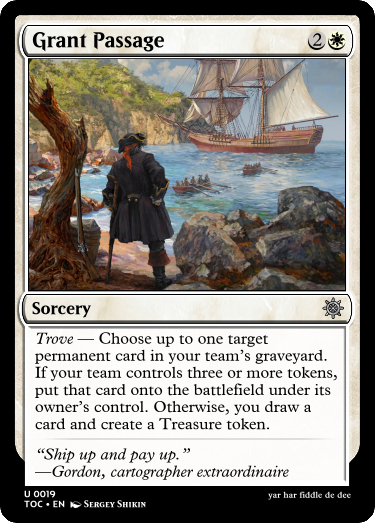 Grant Passage 2
Sorcery
Trove — Choose up to one target
permanent card in your team's graveyard.
If your team controls three or more tokens,
put that card onto the battlefield under its
owner's control. Otherwise, you draw a
card and create a Treasure token.
"Ship up and pay up."
—Gordon, cartographer extraordinaire
U 0019
TOC • EN Sergey Shikin
yar har fiddle de dee